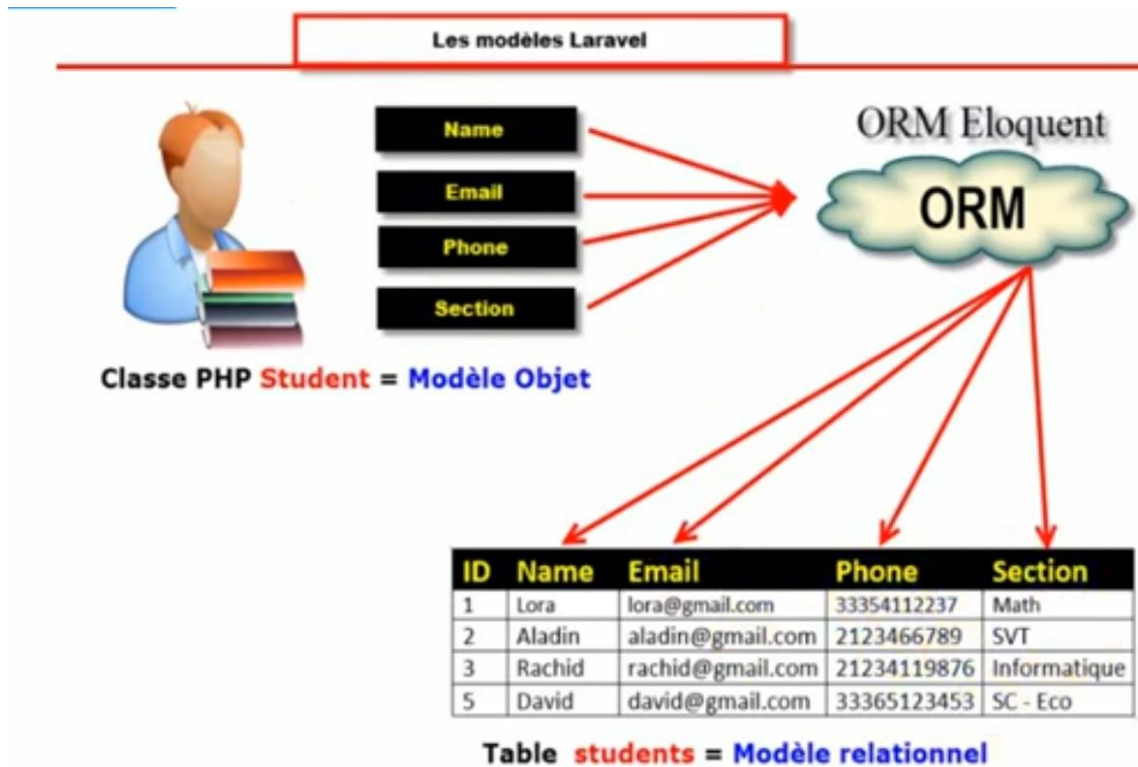 Les modèles Laravel
Name
Email
Phone
Section
ORM Eloquent
ORM
Classe PHP Student = Modèle Objet
ID Name Email Phone Section
1 Lora lora@gmail.com 33354112237 Math
2 Aladin aladin@gmail.com 2123466789 SVT
3 Rachid rachid@gmail.com 21234119876 Informatique
5 David david@gmail.com 33365123453 SC - Eco
Table students = Modèle relationnel